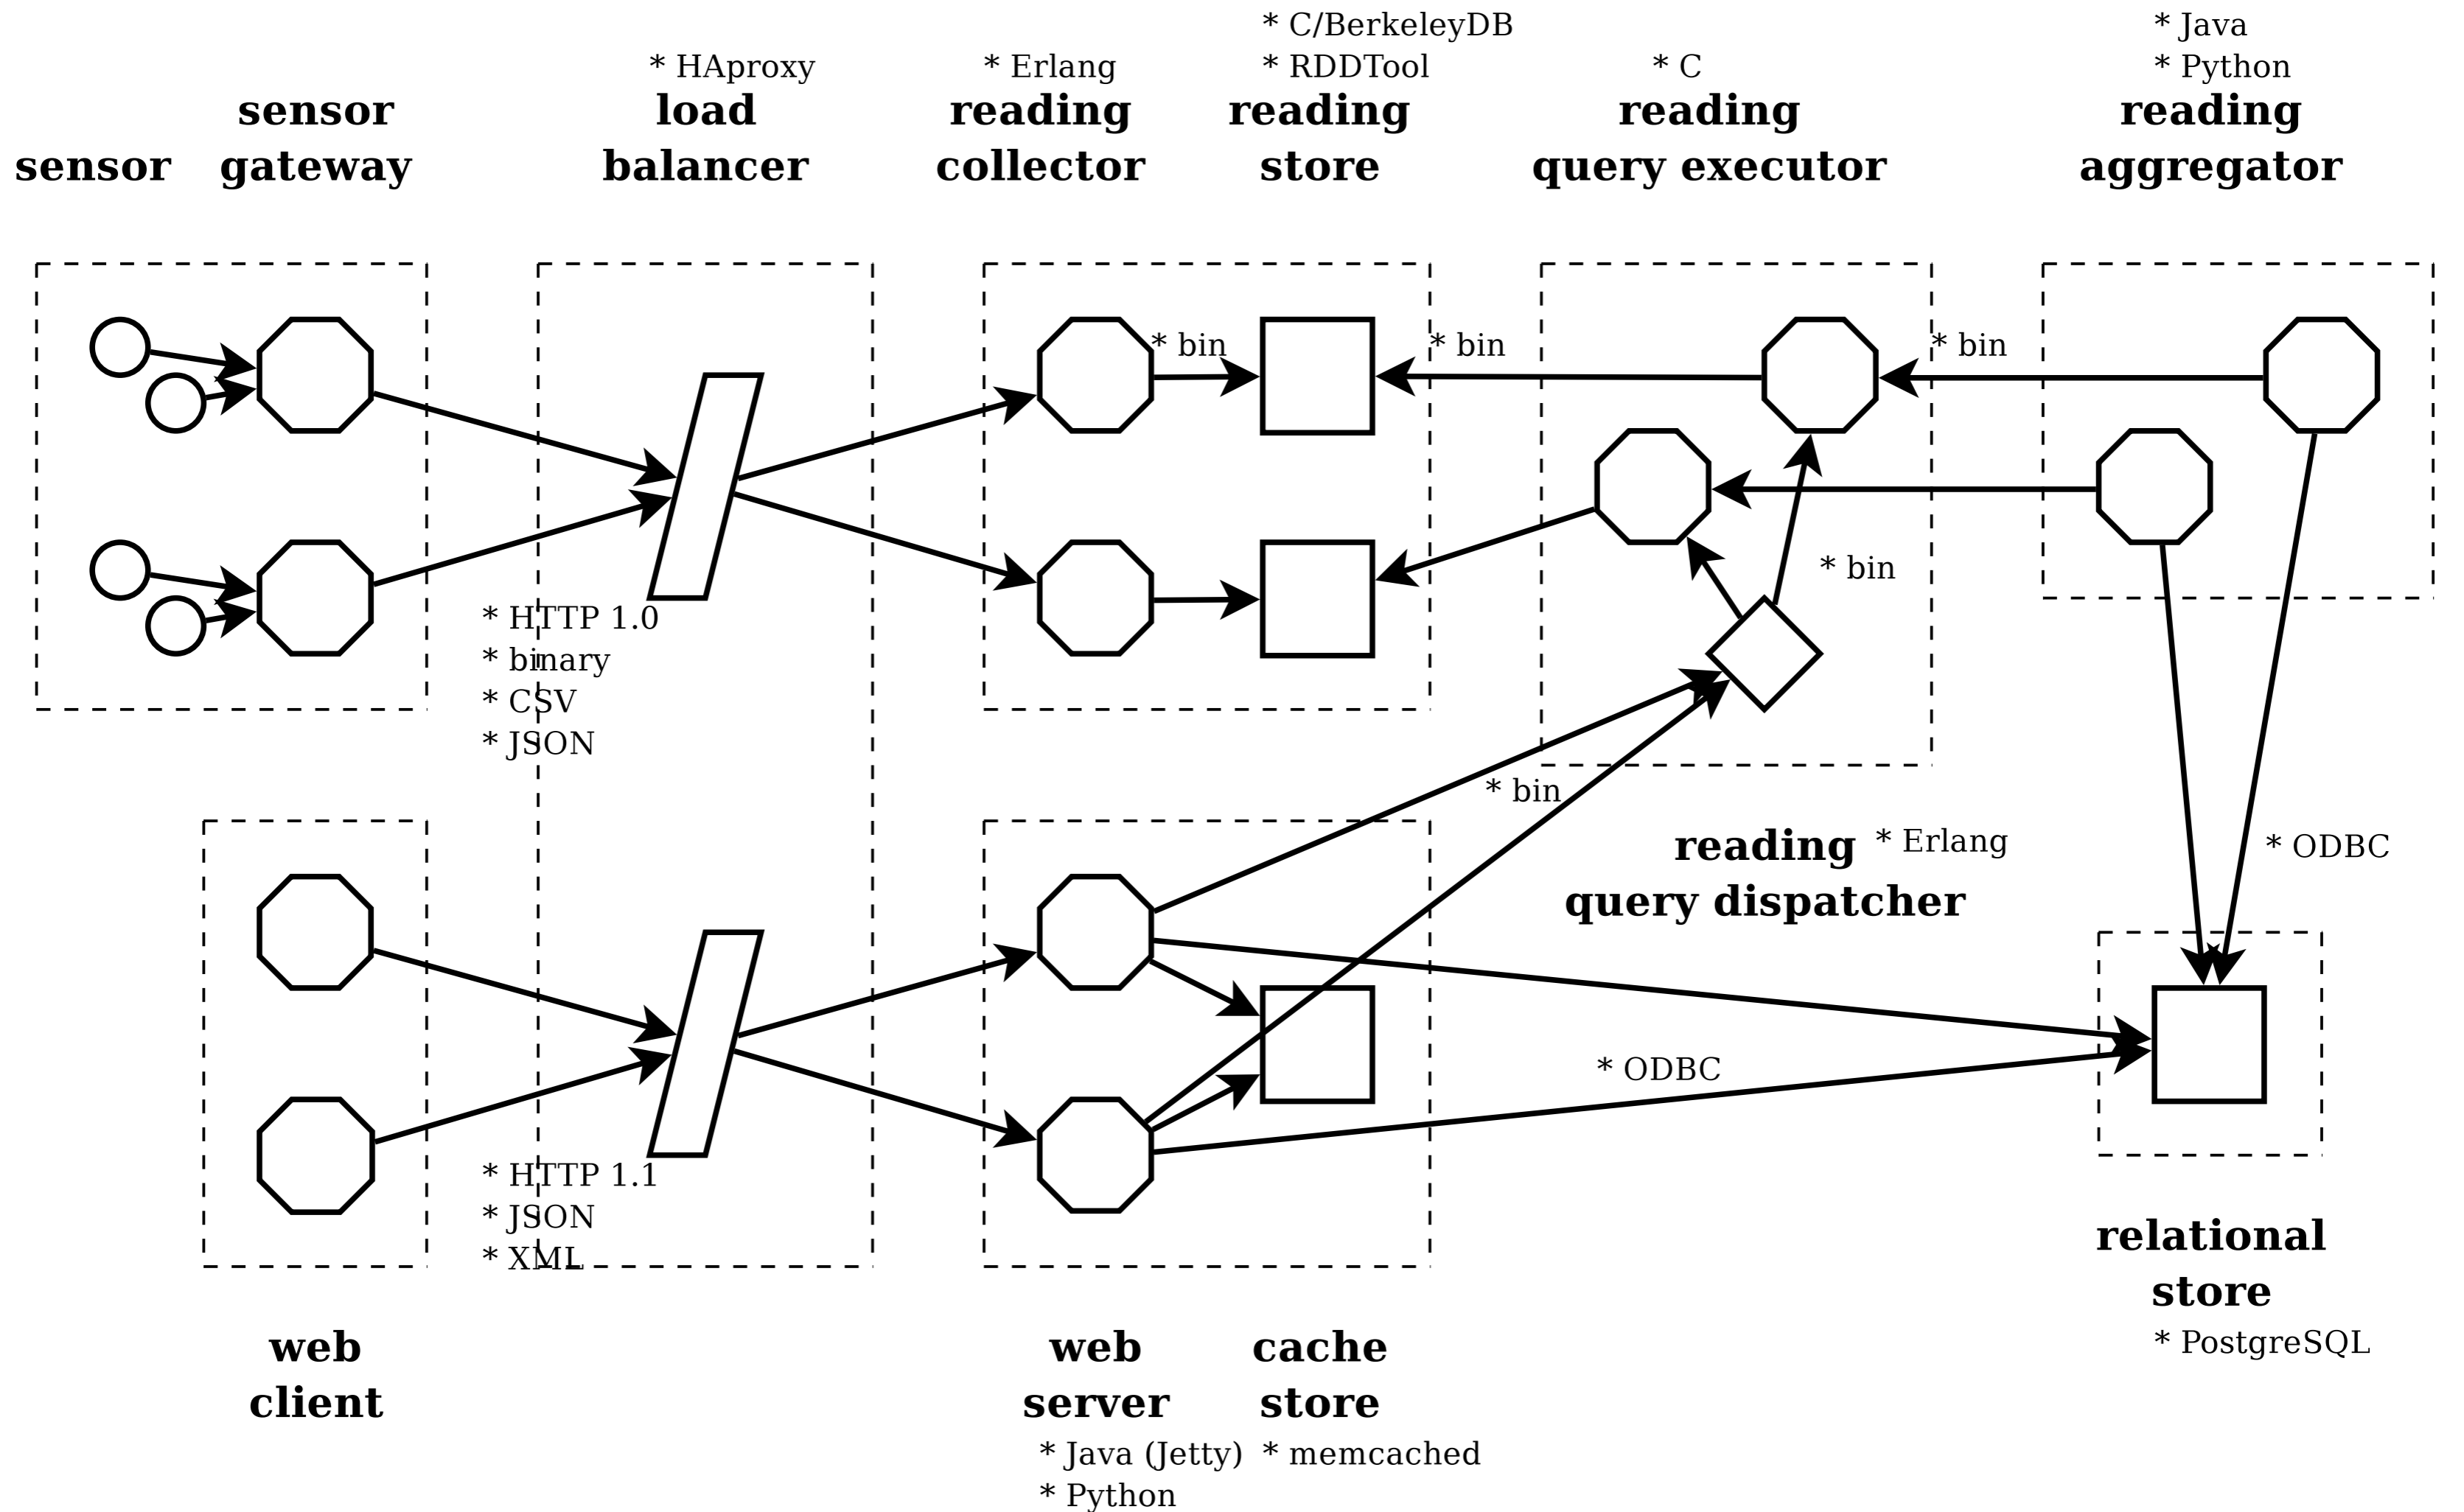 * C/BerkeleyDB
* Java
* HAproxy
* Erlang
* RDDTool
* C
* Python
sensor
load
reading
reading
reading
reading
sensor
gateway
balancer
collector
store
query executor
aggregator
* bin
* bin
* bin
* bin
* HTTP 1.0
* binary
* CSV
* JSON
* bin
reading
* Erlang
* ODBC
query dispatcher
* ODBC
* HTTP 1.1
* JSON
* XML
relational
store
* PostgreSQL
web
client
web
server
cache
store
* Java (Jetty)
* memcached
* Python